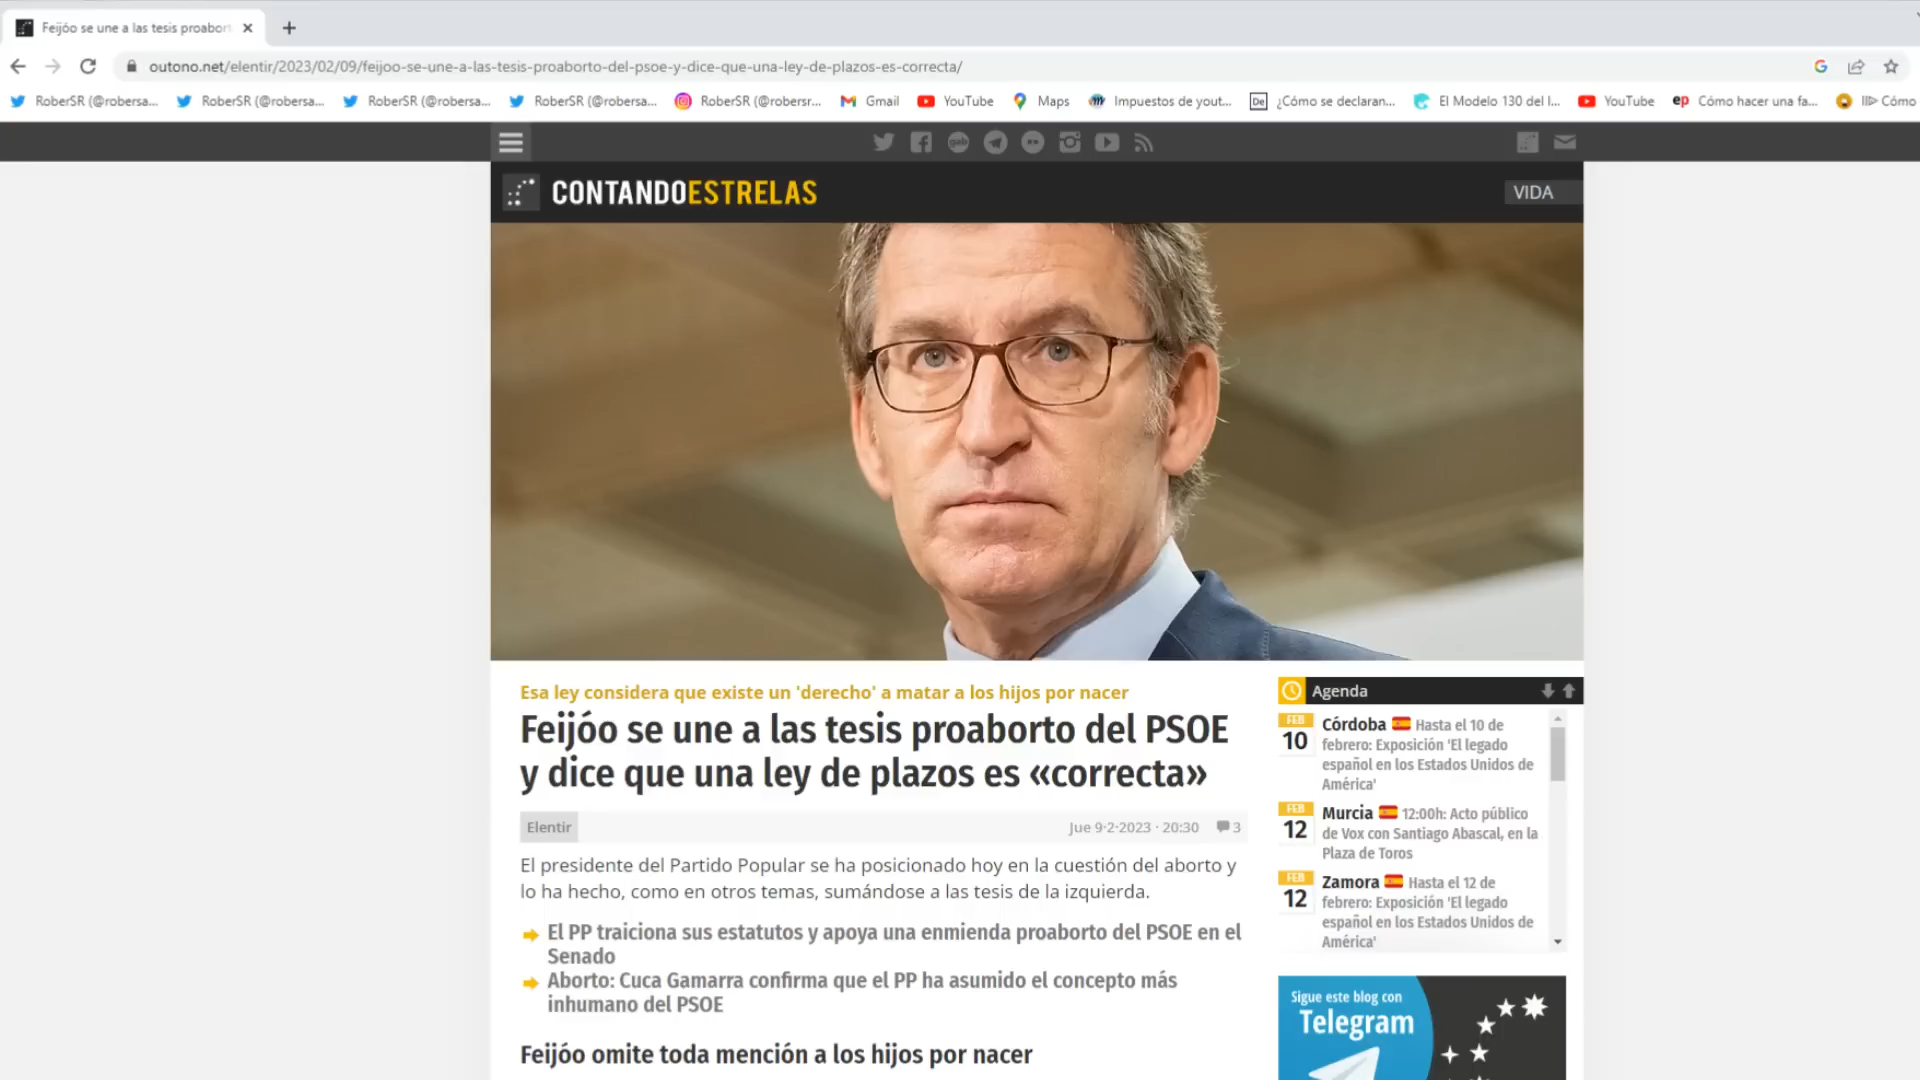 Feijóo se une a las tesis proabor
outono.net/elentir/2023/02/09/feijoo-se-une-a-las-tesis-proaborto-del-psoe-y-dice-que-una-ley-de-plazos-es-correcta/
RoberSR (@robersa... RoberSR (@robersa... RoberSR (@robersa... RoberSR (@robersa... RoberSR (@robersr... Gmail YouTube Maps Impuestos de yout... ¿Cómo se declaran... El Modelo 130 del I... YouTube Cómo hacer una fa... Cómo
CONTANDOESTRELAS
VIDA
Esa ley considera que existe un 'derecho' a matar a los hijos por nacer
Feijóo se une a las tesis proaborto del PSOE
y dice que una ley de plazos es «correcta»
Elentir
Jue 9·2·2023 · 20:30
3
El presidente del Partido Popular se ha posicionado hoy en la cuestión del aborto y
lo ha hecho, como en otros temas, sumándose a las tesis de la izquierda.
El PP traiciona sus estatutos y apoya una enmienda proaborto del PSOE en el
Senado
Aborto: Cuca Gamarra confirma que el PP ha asumido el concepto más
inhumano del PSOE
Feijóo omite toda mención a los hijos por nacer
Agenda
FEB
10
Córdoba Hasta el 10 de
febrero: Exposición 'El legado
español en los Estados Unidos de
América'
FEB
12
Murcia 12:00h: Acto público
de Vox con Santiago Abascal, en la
Plaza de Toros
FEB
12
Zamora Hasta el 12 de
febrero: Exposición 'El legado
español en los Estados Unidos de
América'
Sigue este blog con
Telegram